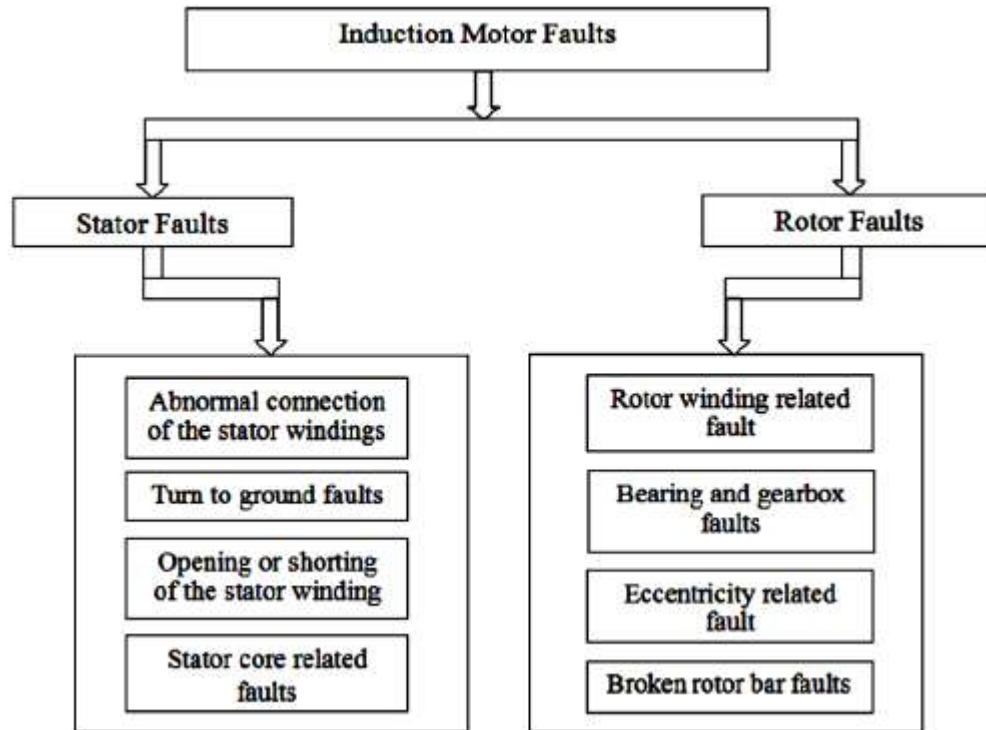 Induction Motor Faults
Stator Faults
Rotor Faults
Abnormal connection
of the stator windings
Turn to ground faults
Opening or shorting
of the stator winding
Stator core related
faults
Rotor winding related
fault
Bearing and gearbox
faults
Eccentricity related
fault
Broken rotor bar faults